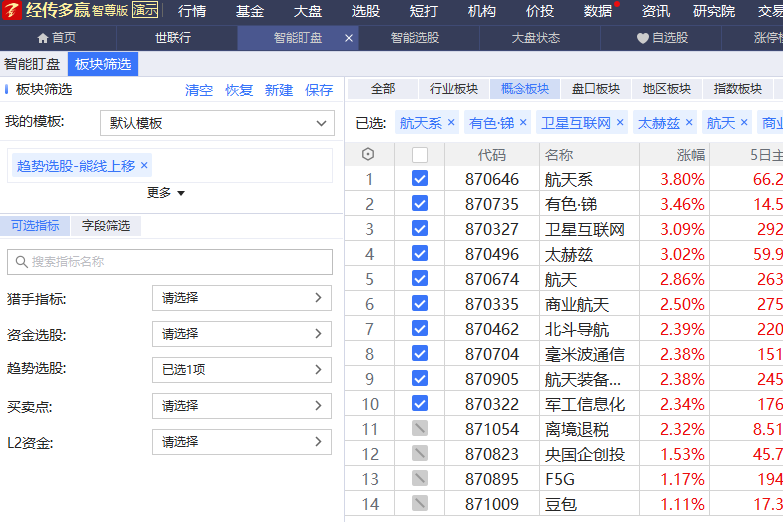 经传多赢 智尊版 演示 行情 基金 大盘 选股 短打 机构 价投 数据 资讯 研究院 交易
首页 世联行 智能盯盘 × 智能选股 大盘状态 自选股 涨停
智能盯盘 板块筛选
板块筛选 清空 恢复 新建 保存
我的模板: 默认模板
趋势选股-熊线上移 ×
更多
可选指标 字段筛选
搜索指标名称
猎手指标: 请选择
资金选股: 请选择
趋势选股: 已选1项
买卖点: 请选择
L2资金: 请选择
全部 行业板块 概念板块 盘口板块 地区板块 指数板块
已选: 航天系 × 有色·锑 × 卫星互联网 × 太赫兹 × 航天 × 商业
代码 名称 涨幅 5日主
1 870646 航天系 3.80% 66.2
2 870735 有色·锑 3.46% 14.5
3 870327 卫星互联网 3.09% 292
4 870496 太赫兹 3.02% 59.9
5 870674 航天 2.86% 263
6 870335 商业航天 2.50% 275
7 870462 北斗导航 2.39% 220
8 870704 毫米波通信 2.38% 151
9 870905 航天装备... 2.38% 245
10 870322 军工信息化 2.34% 176
11 871054 离境退税 2.32% 8.51
12 870823 央国企创投 1.53% 45.7
13 870895 F5G 1.17% 194
14 871009 豆包 1.11% 17.3